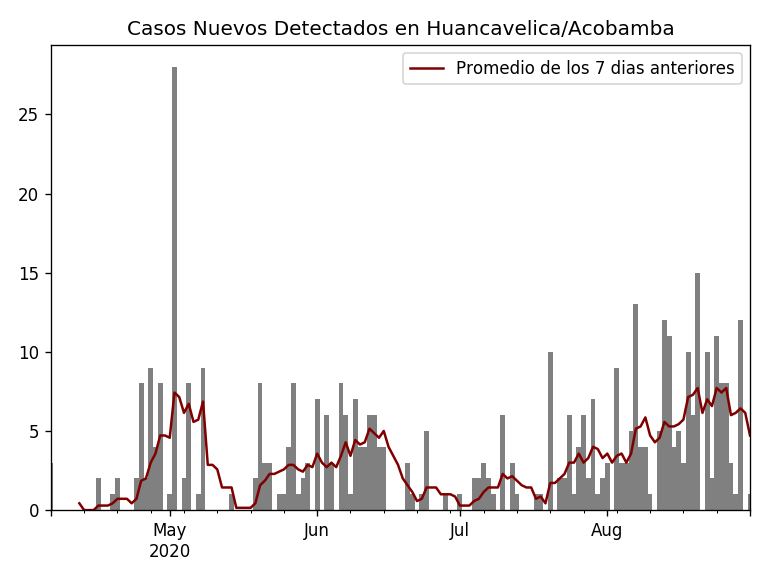 Casos Nuevos Detectados en Huancavelica/Acobamba
Promedio de los 7 dias anteriores
25
20
15
10
5
0
May
2020
Jun
Jul
Aug